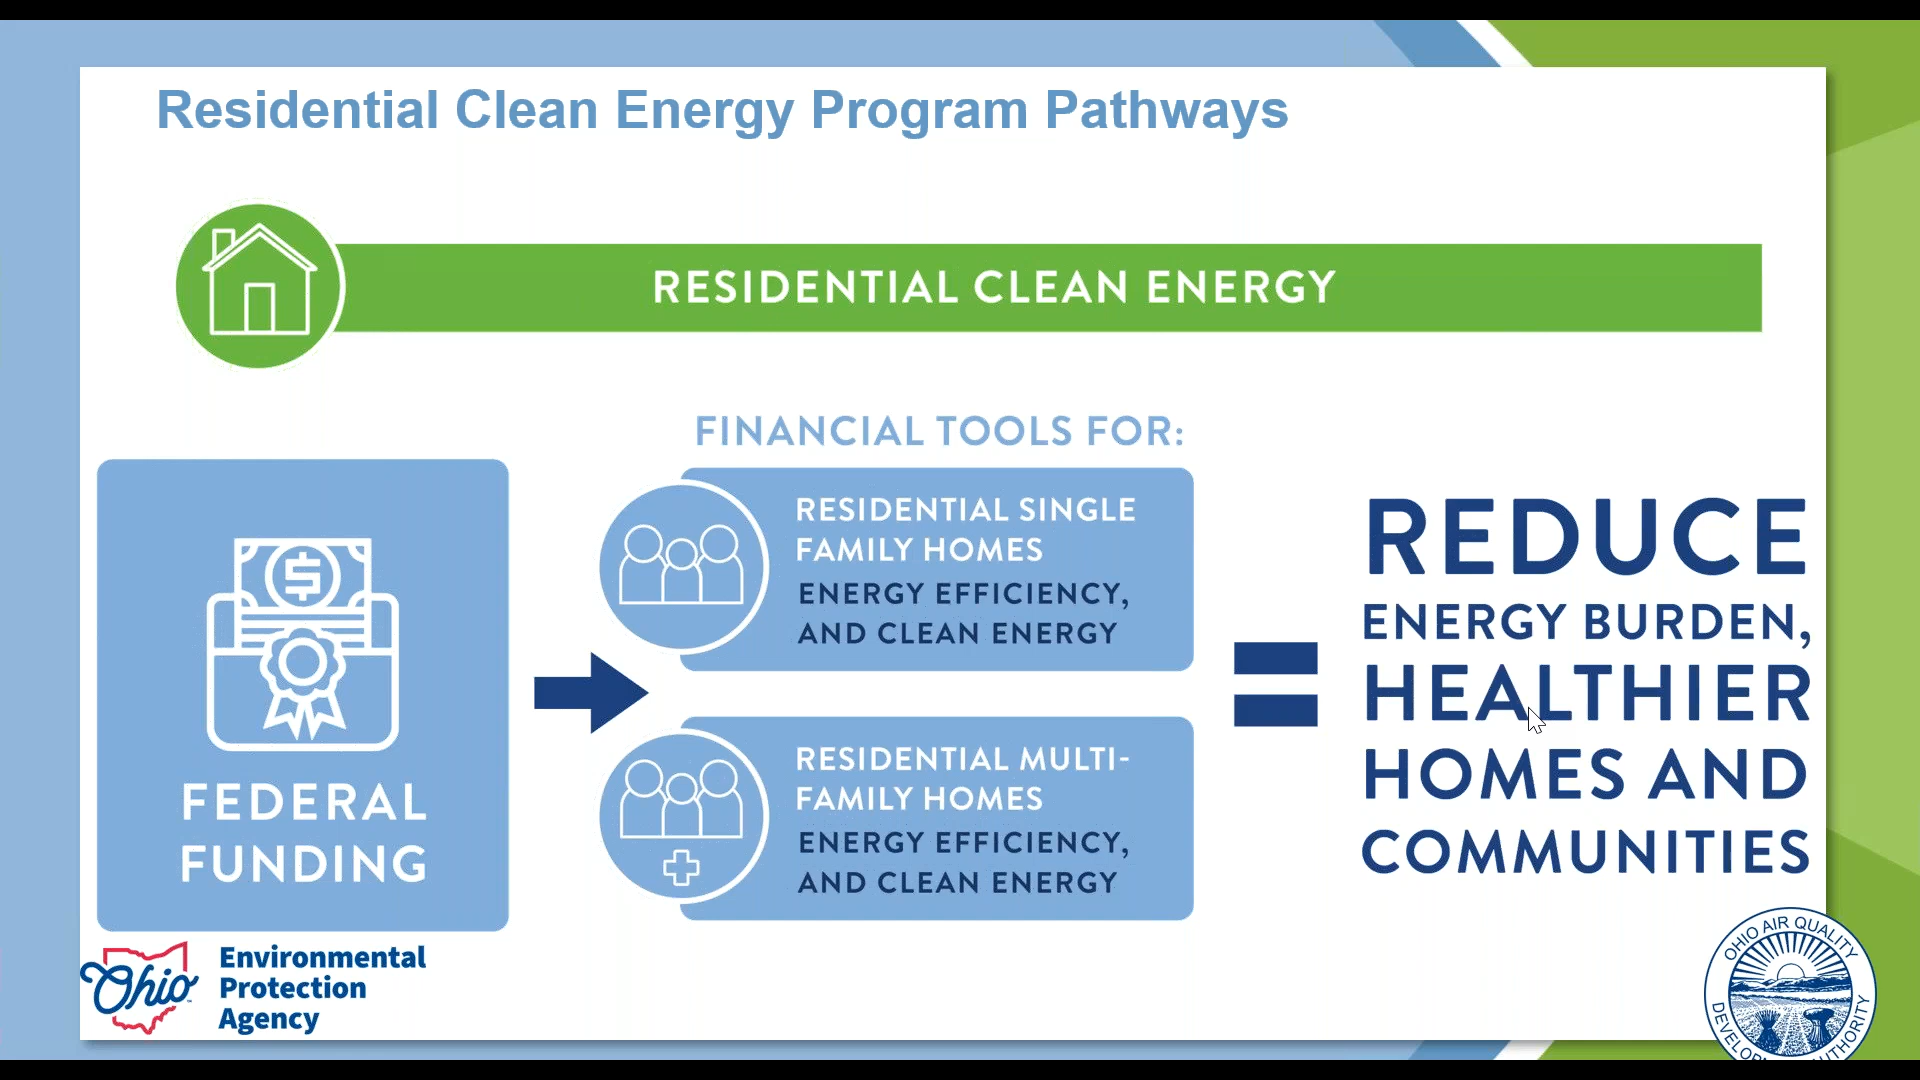 Residential Clean Energy Program Pathways
RESIDENTIAL CLEAN ENERGY
FINANCIAL TOOLS FOR:
FEDERAL
FUNDING
RESIDENTIAL SINGLE
FAMILY HOMES
ENERGY EFFICIENCY,
AND CLEAN ENERGY
RESIDENTIAL MULTI-
FAMILY HOMES
ENERGY EFFICIENCY,
AND CLEAN ENERGY
REDUCE
ENERGY BURDEN,
HEALTHIER
HOMES AND
COMMUNITIES
Ohio
Environmental
Protection
Agency
OHIO AIR QUALITY